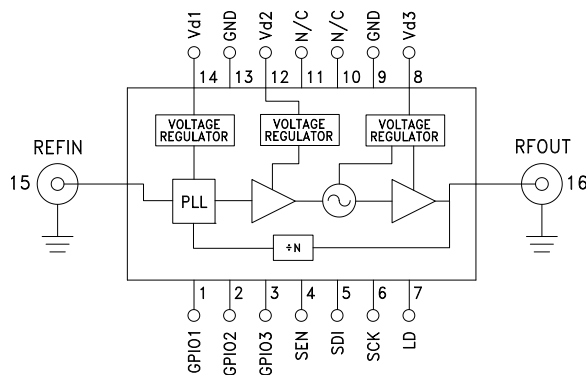 Vd1
GND
Vd2
N/C
N/C
GND
Vd3
14
13
12
11
10
9
8
VOLTAGE
REGULATOR
VOLTAGE
REGULATOR
VOLTAGE
REGULATOR
REFIN
15
RFOUT
16
PLL
÷N
1
2
3
4
5
6
7
GPIO1
GPIO2
GPIO3
SEN
SDI
SCK
LD